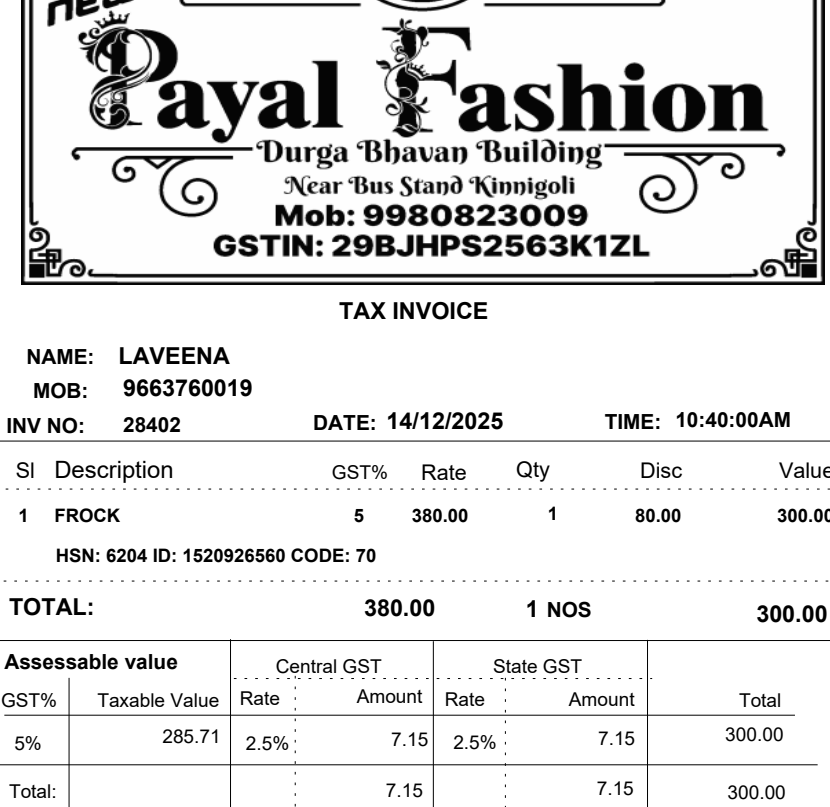 new
Payal Fashion
Durga Bhavan Building
Near Bus Stand Kinnigoli
Mob: 9980823009
GSTIN: 29BJHPS2563K1ZL
TAX INVOICE
NAME: LAVEENA
MOB: 9663760019
INV NO: 28402 DATE: 14/12/2025 TIME: 10:40:00AM
Sl Description GST% Rate Qty Disc Value
1 FROCK 5 380.00 1 80.00 300.00
HSN: 6204 ID: 1520926560 CODE: 70
TOTAL: 380.00 1 NOS 300.00
Assessable value Central GST State GST
GST% Taxable Value Rate Amount Rate Amount Total
5% 285.71 2.5% 7.15 2.5% 7.15 300.00
Total: 7.15 7.15 300.00